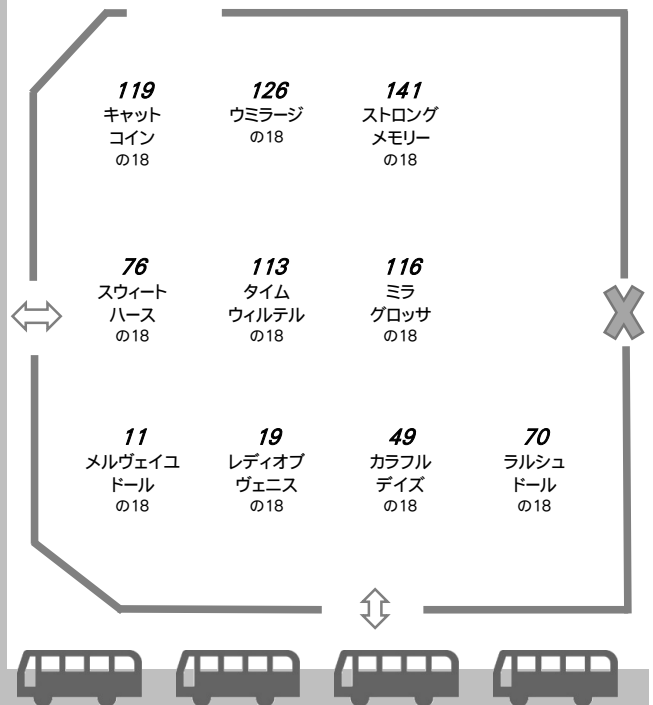 119
キャット
コイン
の18
126
ウミラージ
の18
141
ストロング
メモリー
の18
76
スウィート
ハース
の18
113
タイム
ウィルテル
の18
116
ミラ
グロッサ
の18
11
メルヴェイユ
ドール
の18
19
レディオブ
ヴェニス
の18
49
カラフル
デイズ
の18
70
ラルシュ
ドール
の18